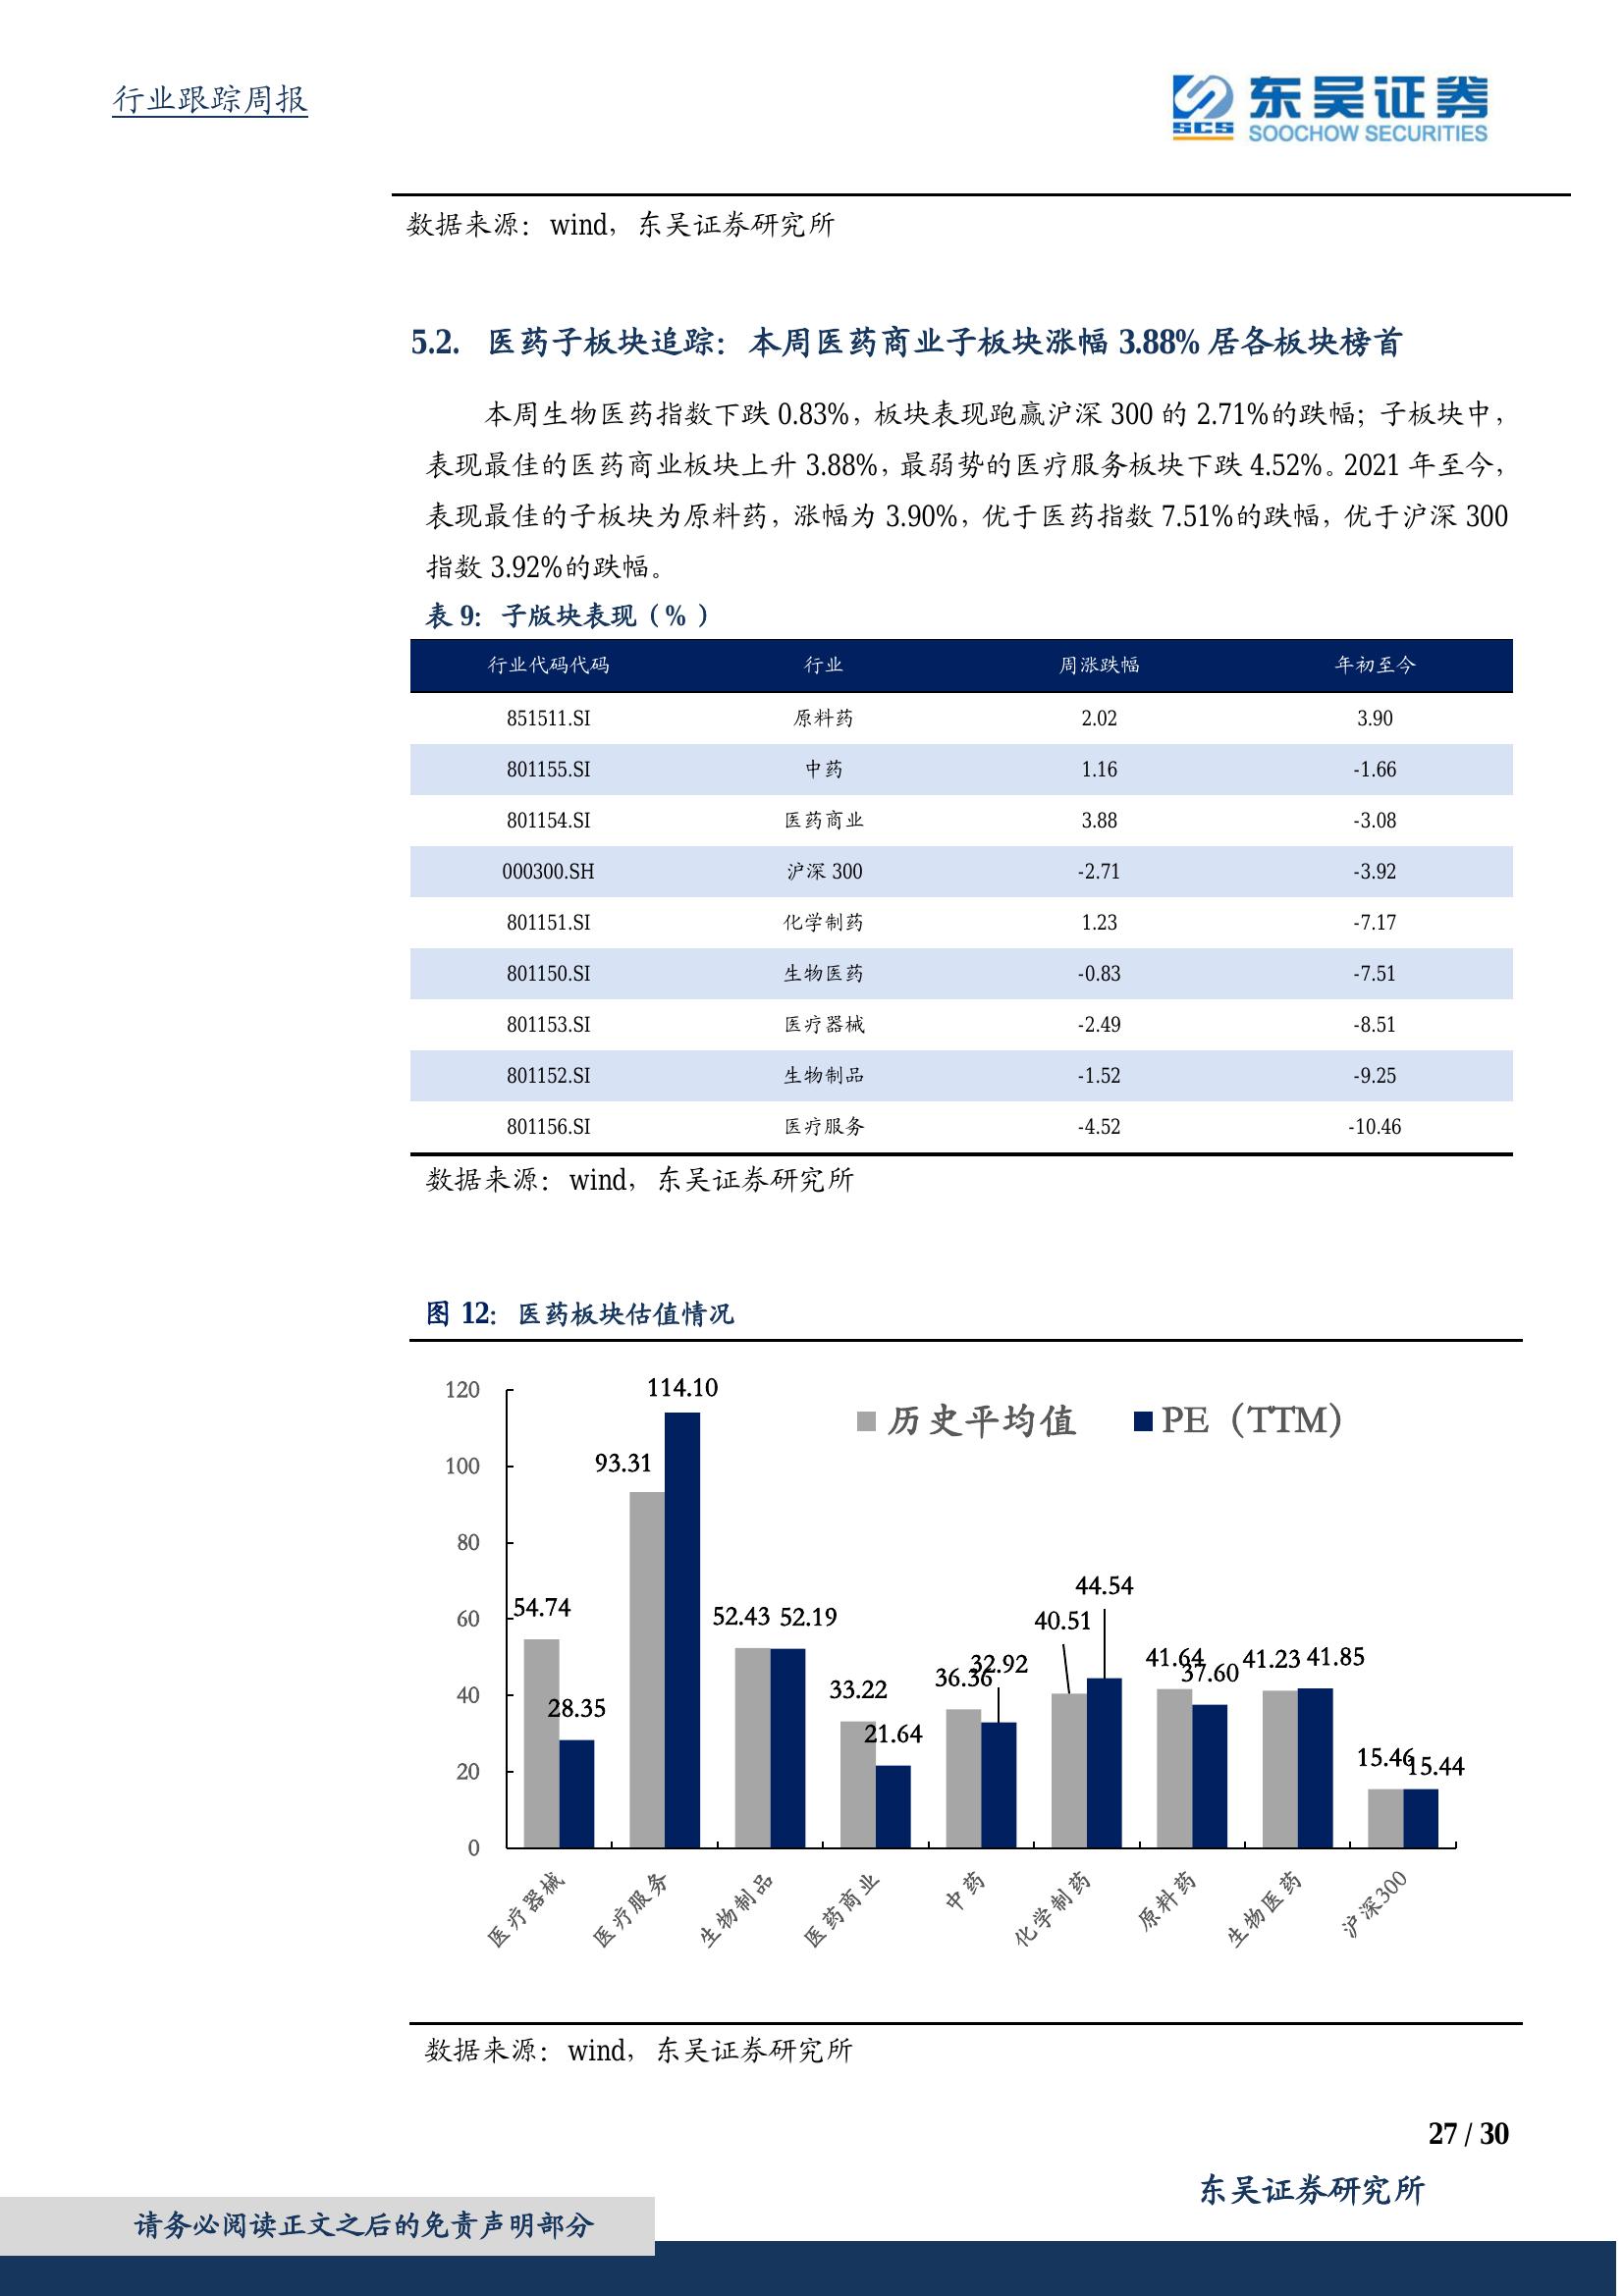 行业跟踪周报
SCS
东吴证券
SOOCHOW SECURITIES
数据来源：wind，东吴证券研究所
5.2. 医药子板块追踪：本周医药商业子板块涨幅 3.88% 居各板块榜首
本周生物医药指数下跌 0.83%，板块表现跑赢沪深 300 的 2.71%的跌幅；子板块中，
表现最佳的医药商业板块上升 3.88%，最弱势的医疗服务板块下跌 4.52%。2021 年至今，
表现最佳的子板块为原料药，涨幅为 3.90%，优于医药指数 7.51%的跌幅，优于沪深 300
指数 3.92%的跌幅。
表 9：子版块表现（%）
行业代码代码 行业 周涨跌幅 年初至今
851511.SI 原料药 2.02 3.90
801155.SI 中药 1.16 -1.66
801154.SI 医药商业 3.88 -3.08
000300.SH 沪深 300 -2.71 -3.92
801151.SI 化学制药 1.23 -7.17
801150.SI 生物医药 -0.83 -7.51
801153.SI 医疗器械 -2.49 -8.51
801152.SI 生物制品 -1.52 -9.25
801156.SI 医疗服务 -4.52 -10.46
数据来源：wind，东吴证券研究所
图 12：医药板块估值情况
历史平均值 PE（TTM）
120
100
80
60
40
20
0
54.74 28.35
93.31 114.10
52.43 52.19
33.22 21.64
36.36 32.92
40.51 44.54
41.64 37.60
41.23 41.85
15.46 15.44
医疗器械 医疗服务 生物制品 医药商业 中药 化学制药 原料药 生物医药 沪深300
数据来源：wind，东吴证券研究所
27 / 30
东吴证券研究所
请务必阅读正文之后的免责声明部分